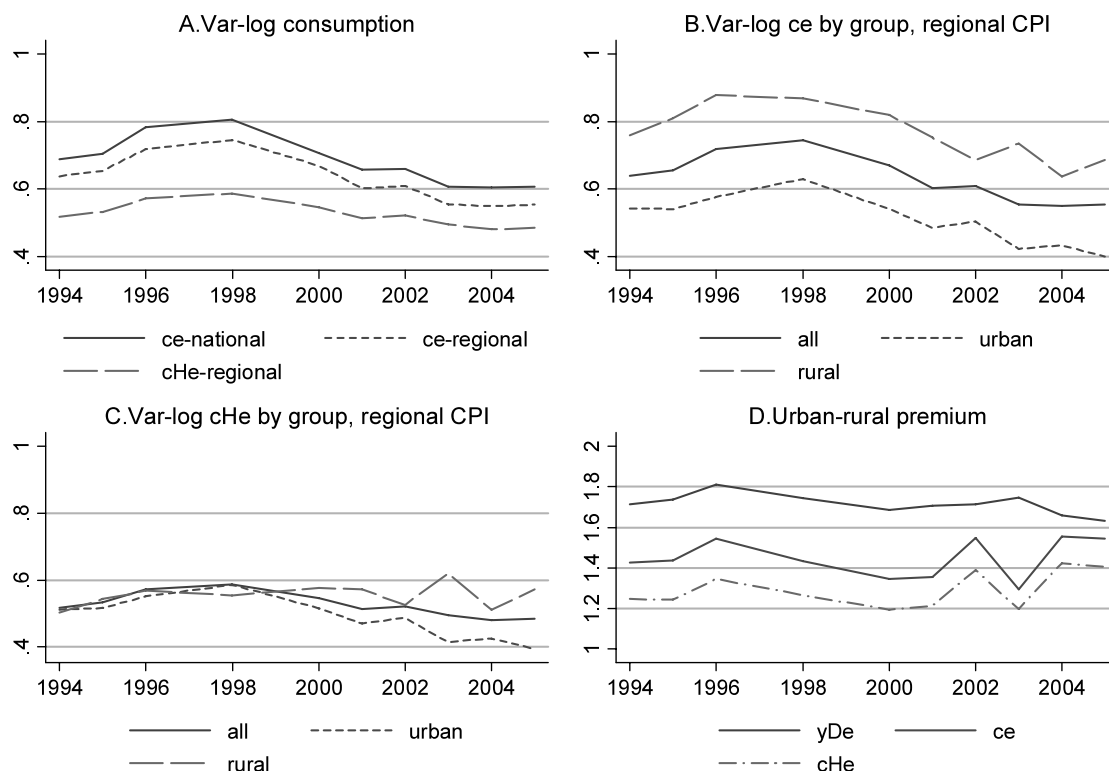 A.Var-log consumption
1
.8
.6
.4
1994 1996 1998 2000 2002 2004
ce-national ce-regional
cHe-regional
B.Var-log ce by group, regional CPI
1
.8
.6
.4
1994 1996 1998 2000 2002 2004
all urban
rural
C.Var-log cHe by group, regional CPI
1
.8
.6
.4
1994 1996 1998 2000 2002 2004
all urban
rural
D.Urban-rural premium
2
1.8
1.6
1.4
1.2
1
1994 1996 1998 2000 2002 2004
yDe ce
cHe